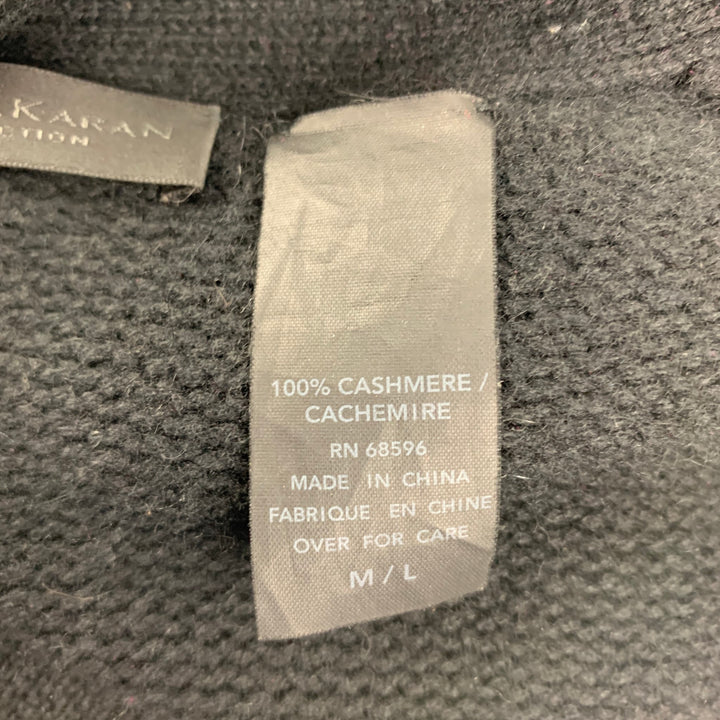 KARAN
100% CASHMERE /
CACHEMIRE
RN 68596
MADE IN CHINA
FABRIQUE EN CHINE
OVER FOR CARE
M / L